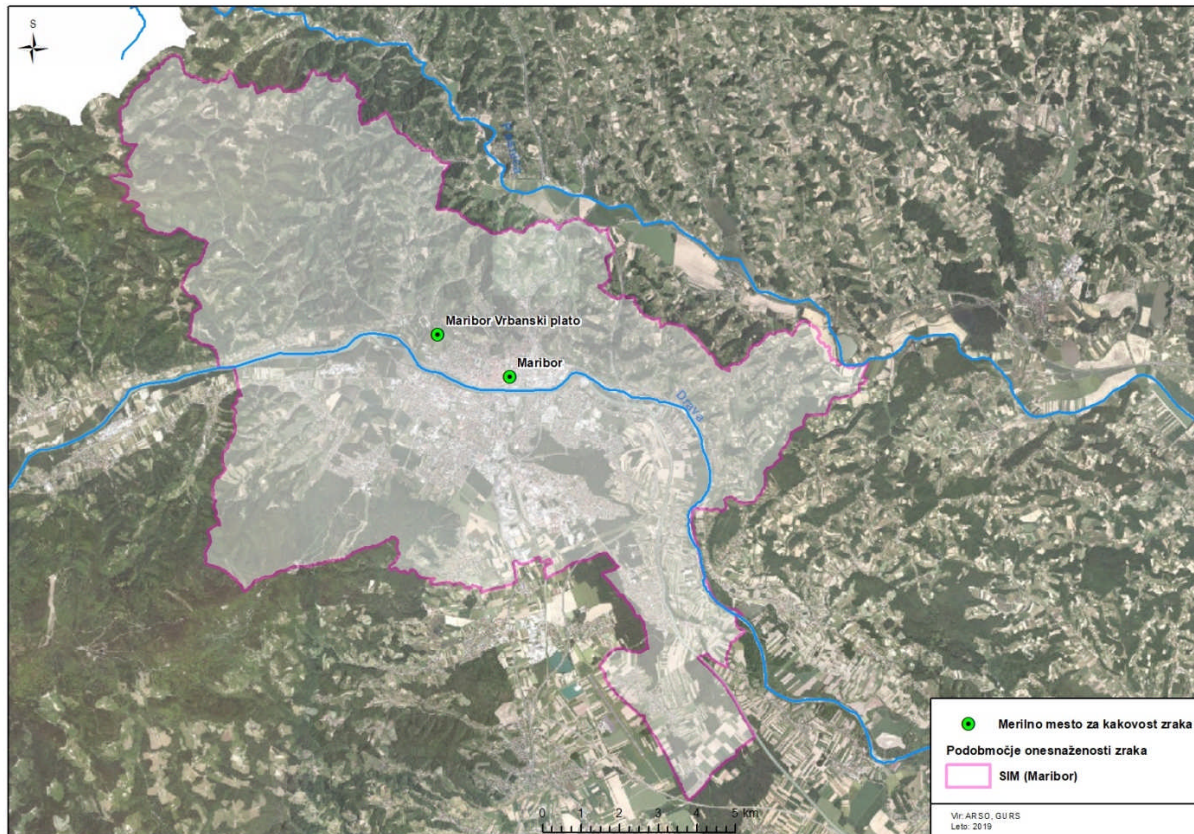 S
Maribor Vrbanski plato
Maribor
Drava
0 1 2 3 4 5 km
Merilno mesto za kakovost zraka
Podobmočje onesnaženosti zraka
SIM (Maribor)
Vir: ARSO, GURS
Leto: 2019